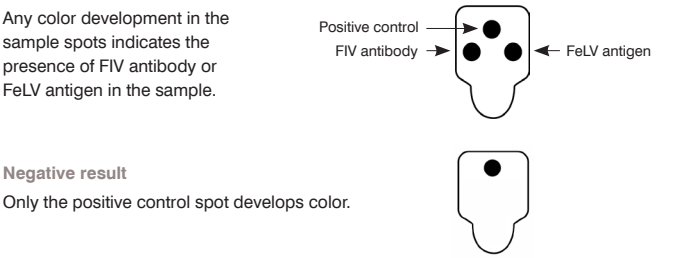 Any color development in the
sample spots indicates the
presence of FIV antibody or
FeLV antigen in the sample.
Positive control
FIV antibody
FeLV antigen
Negative result
Only the positive control spot develops color.